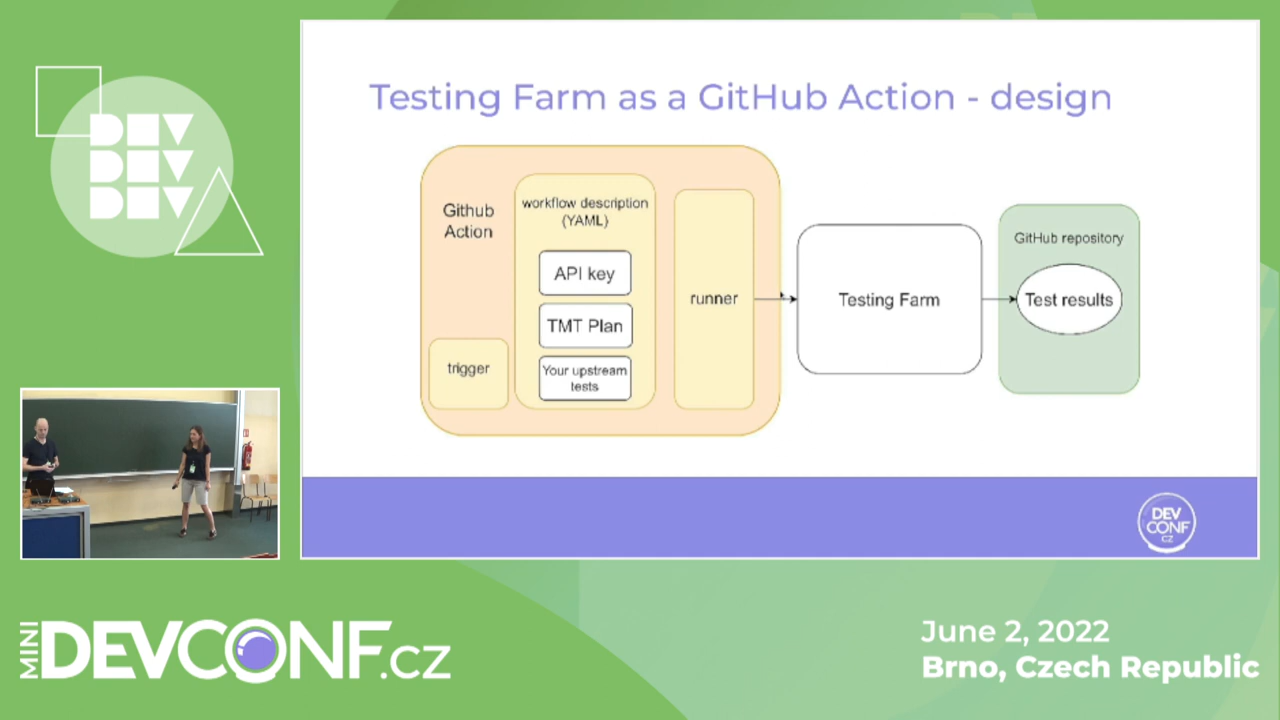 DEV
DEV
DEV
Testing Farm as a GitHub Action - design
Github
Action
trigger
workflow description
(YAML)
API key
TMT Plan
Your upstream
tests
runner
Testing Farm
GitHub repository
Test results
DEV
CONF
CZ
MINI
DEVCONF.CZ
June 2, 2022
Brno, Czech Republic